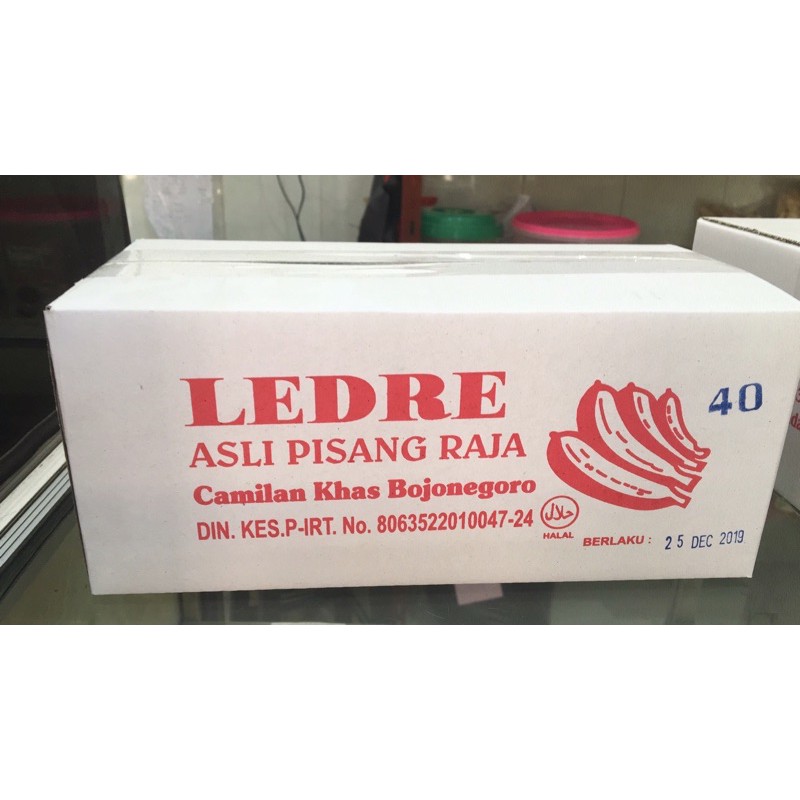 LEDRE
ASLI PISANG RAJA
Camilan Khas Bojonegoro
DIN. KES.P-IRT. No. 8063522010047-24
حلال
HALAL
40
BERLAKU : 25 DEC 2019